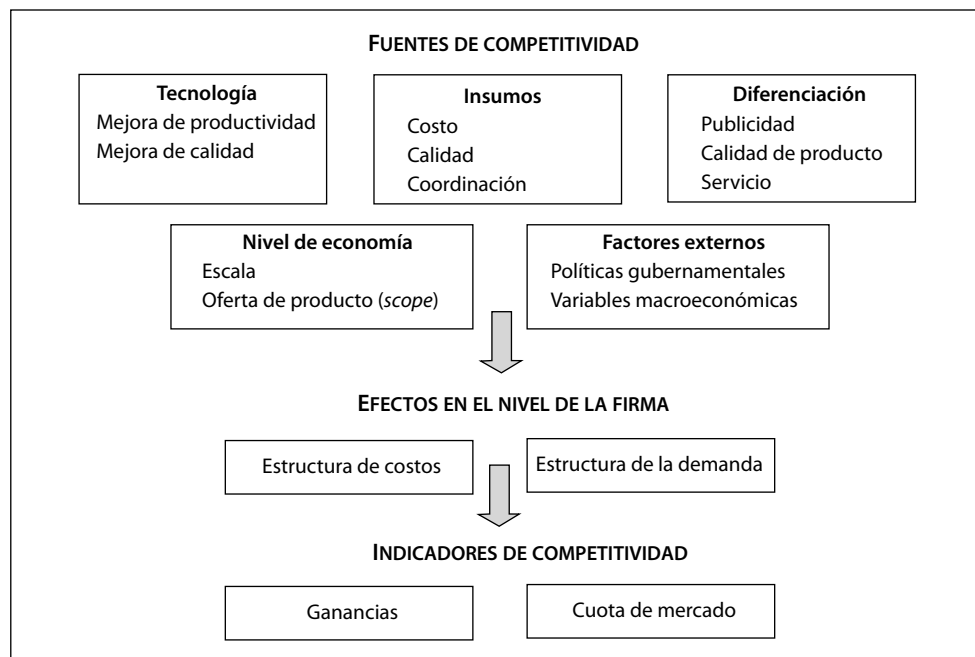 FUENTES DE COMPETITIVIDAD
Tecnología
Mejora de productividad
Mejora de calidad
Insumos
Costo
Calidad
Coordinación
Diferenciación
Publicidad
Calidad de producto
Servicio
Nivel de economía
Escala
Oferta de producto (scope)
Factores externos
Políticas gubernamentales
Variables macroeconómicas
EFECTOS EN EL NIVEL DE LA FIRMA
Estructura de costos
Estructura de la demanda
INDICADORES DE COMPETITIVIDAD
Ganancias
Cuota de mercado